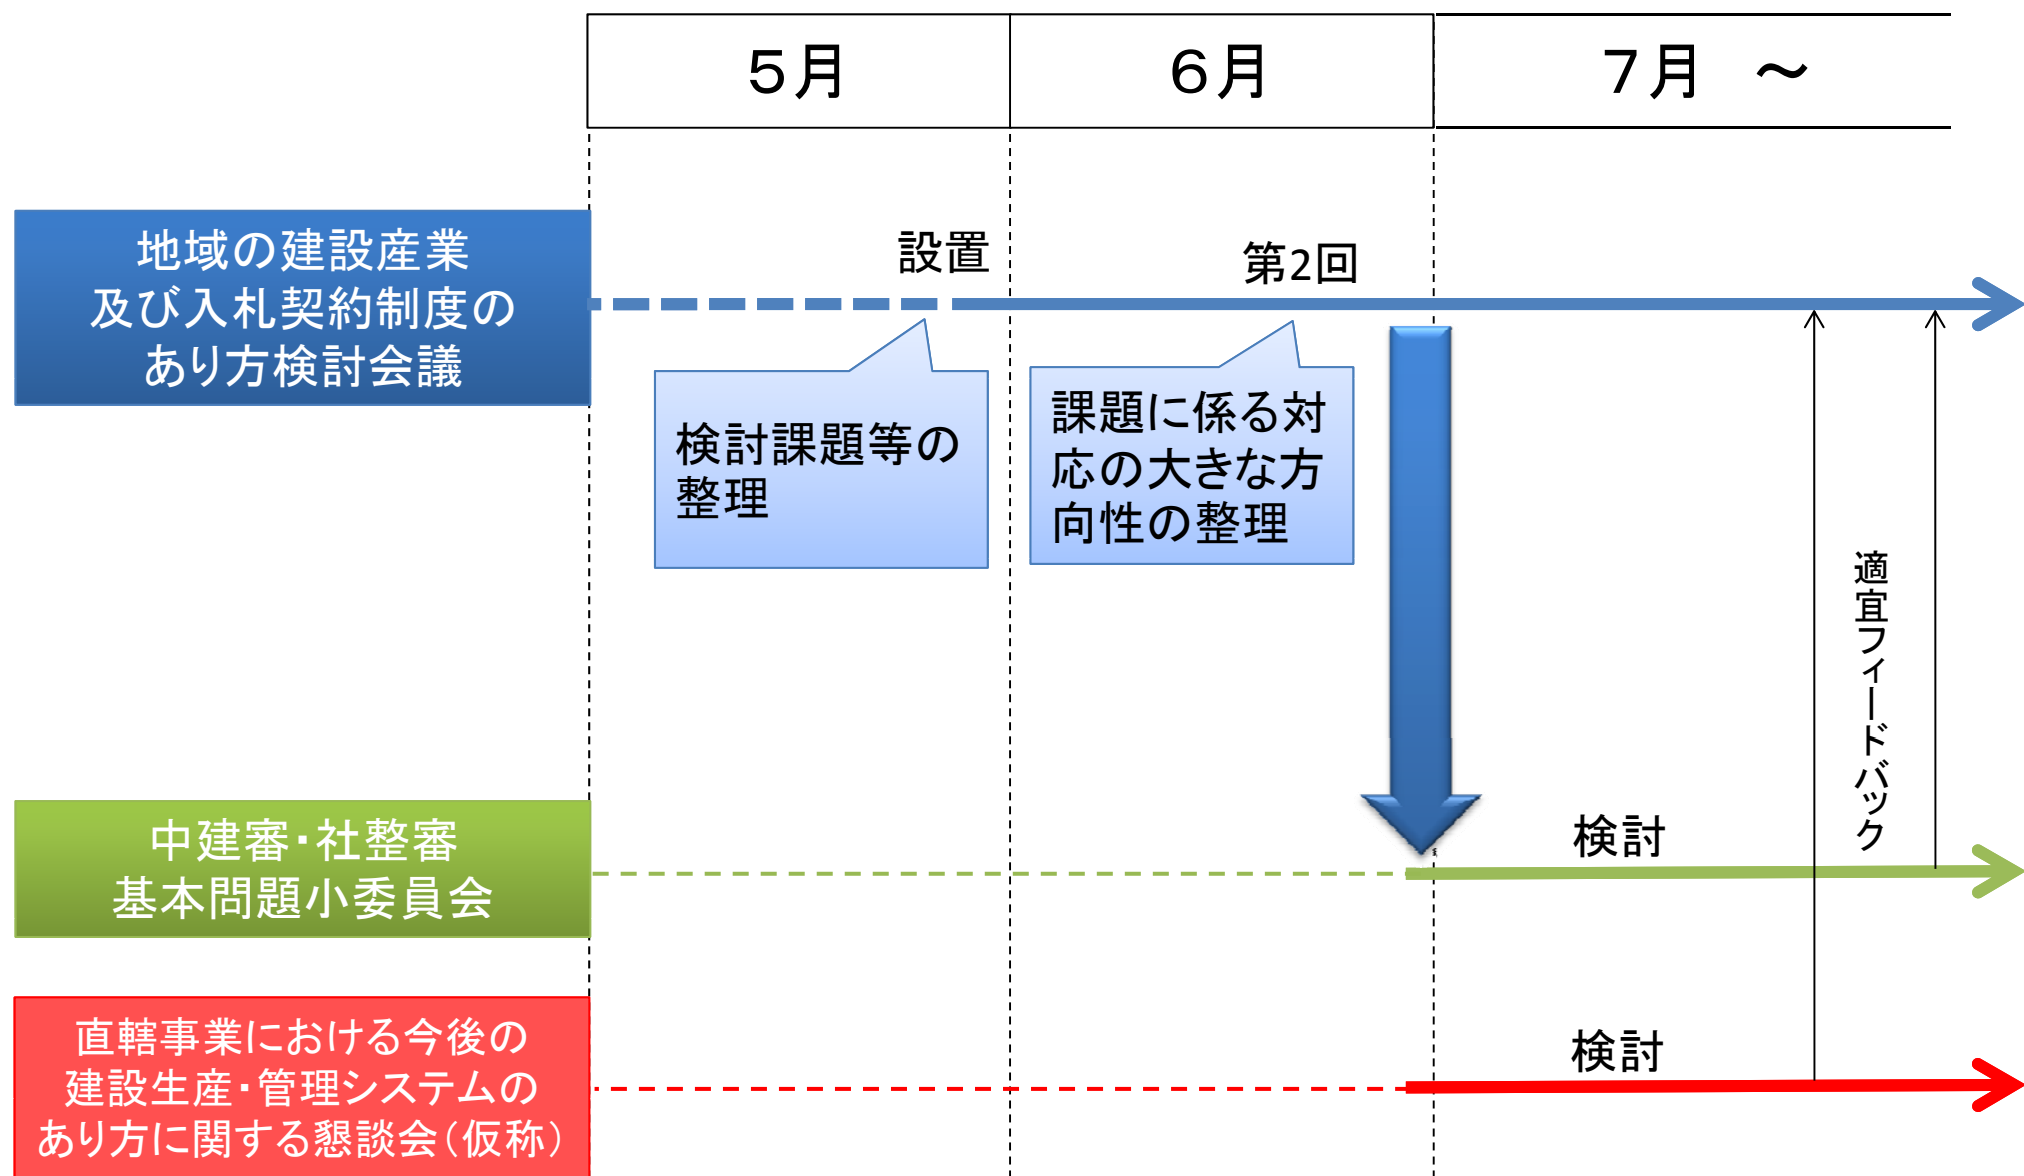 ５月
６月
７月　～
地域の建設産業
及び入札契約制度の
あり方検討会議
設置
第2回
検討課題等の
整理
課題に係る対
応の大きな方
向性の整理
適宜フィードバック
中建審・社整審
基本問題小委員会
検討
直轄事業における今後の
建設生産・管理システムの
あり方に関する懇談会（仮称）
検討